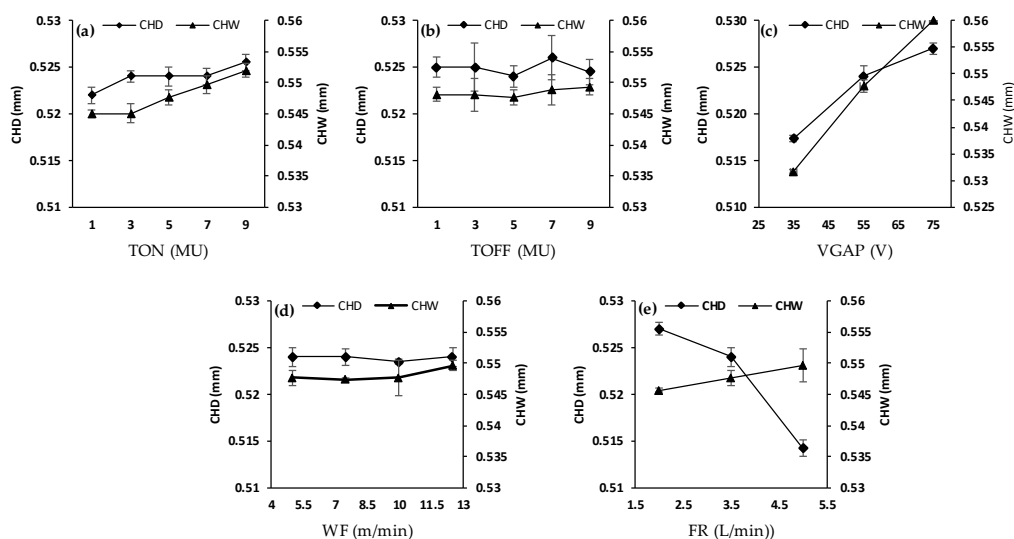 (a) CHD CHW
0.53 0.525 0.52 0.515 0.51
CHD (mm)
0.56 0.555 0.55 0.545 0.54 0.535 0.53
CHW (mm)
1 3 5 7 9
TON (MU)
(b) CHD CHW
0.53 0.525 0.52 0.515 0.51
CHD (mm)
0.56 0.555 0.55 0.545 0.54 0.535 0.53
CHW (mm)
1 3 5 7 9
TOFF (MU)
(c) CHD CHW
0.530 0.525 0.520 0.515 0.510
CHD (mm)
0.56 0.555 0.55 0.545 0.54 0.535 0.53 0.525
CHW (mm)
25 35 45 55 65 75
VGAP (V)
(d) CHD CHW
0.53 0.525 0.52 0.515 0.51
CHD (mm)
0.56 0.555 0.55 0.545 0.54 0.535 0.53
CHW (mm)
4 5.5 7 8.5 10 11.5 13
WF (m/min)
(e) CHD CHW
0.53 0.525 0.52 0.515 0.51
CHD (mm)
0.56 0.555 0.55 0.545 0.54 0.535 0.53
CHW (mm)
1.5 2.5 3.5 4.5 5.5
FR (L/min))